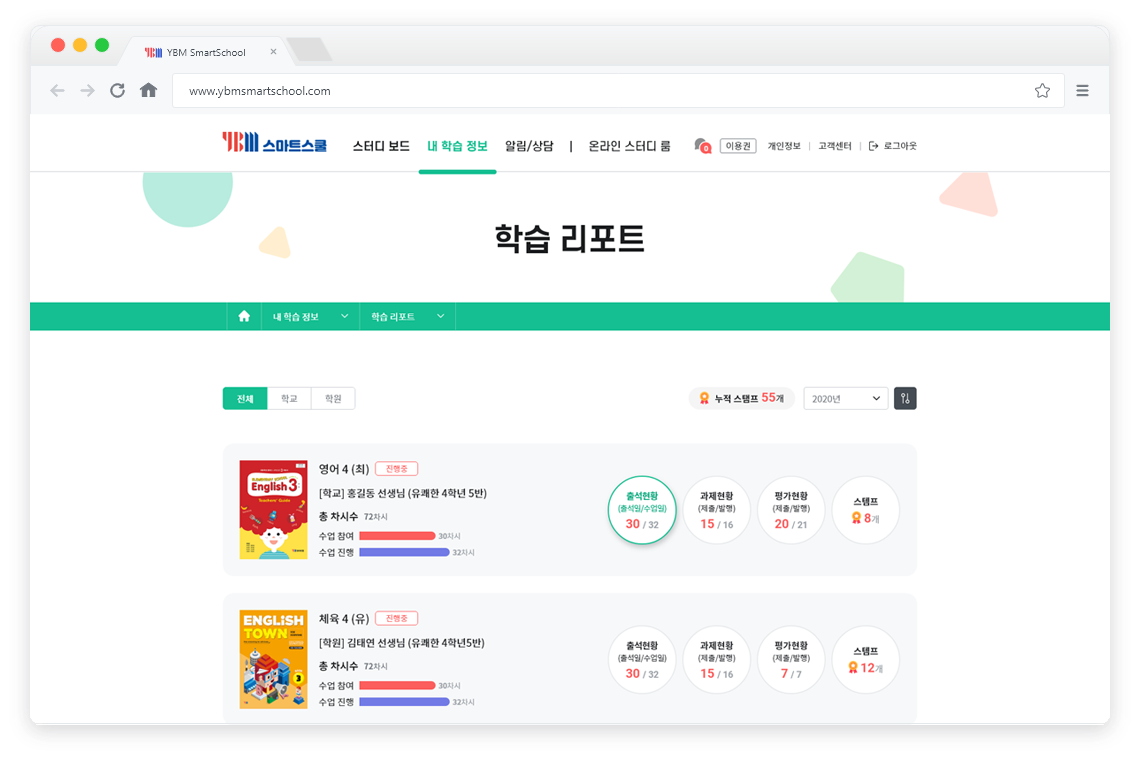 YBM SmartSchool
www.ybmsmartschool.com
YBM 스마트스쿨
스터디 보드 내 학습 정보 알림/상담 | 온라인 스터디 룸
0 이용권 개인정보 | 고객센터 | 로그아웃
학습 리포트
내 학습 정보 학습 리포트
전체 학교 학원
누적 스탬프 55개 2020년
영어 4 (최) 진행중
[학교] 홍길동 선생님 (유쾌한 4학년 5반)
총 차시수 72차시
수업 참여 30차시
수업 진행 32차시
English 3
Teachers' Guide
출석현황
(출석일/수업일)
30 / 32
과제현황
(제출/발행)
15 / 16
평가현황
(제출/발행)
20 / 21
스템프
8개
체육 4 (유) 진행중
[학원] 김태연 선생님 (유쾌한 4학년5반)
총 차시수 72차시
수업 참여 30차시
수업 진행 32차시
ENGLISH
TOWN
3
출석현황
(출석일/수업일)
30 / 32
과제현황
(제출/발행)
15 / 16
평가현황
(제출/발행)
7 / 7
스템프
12개